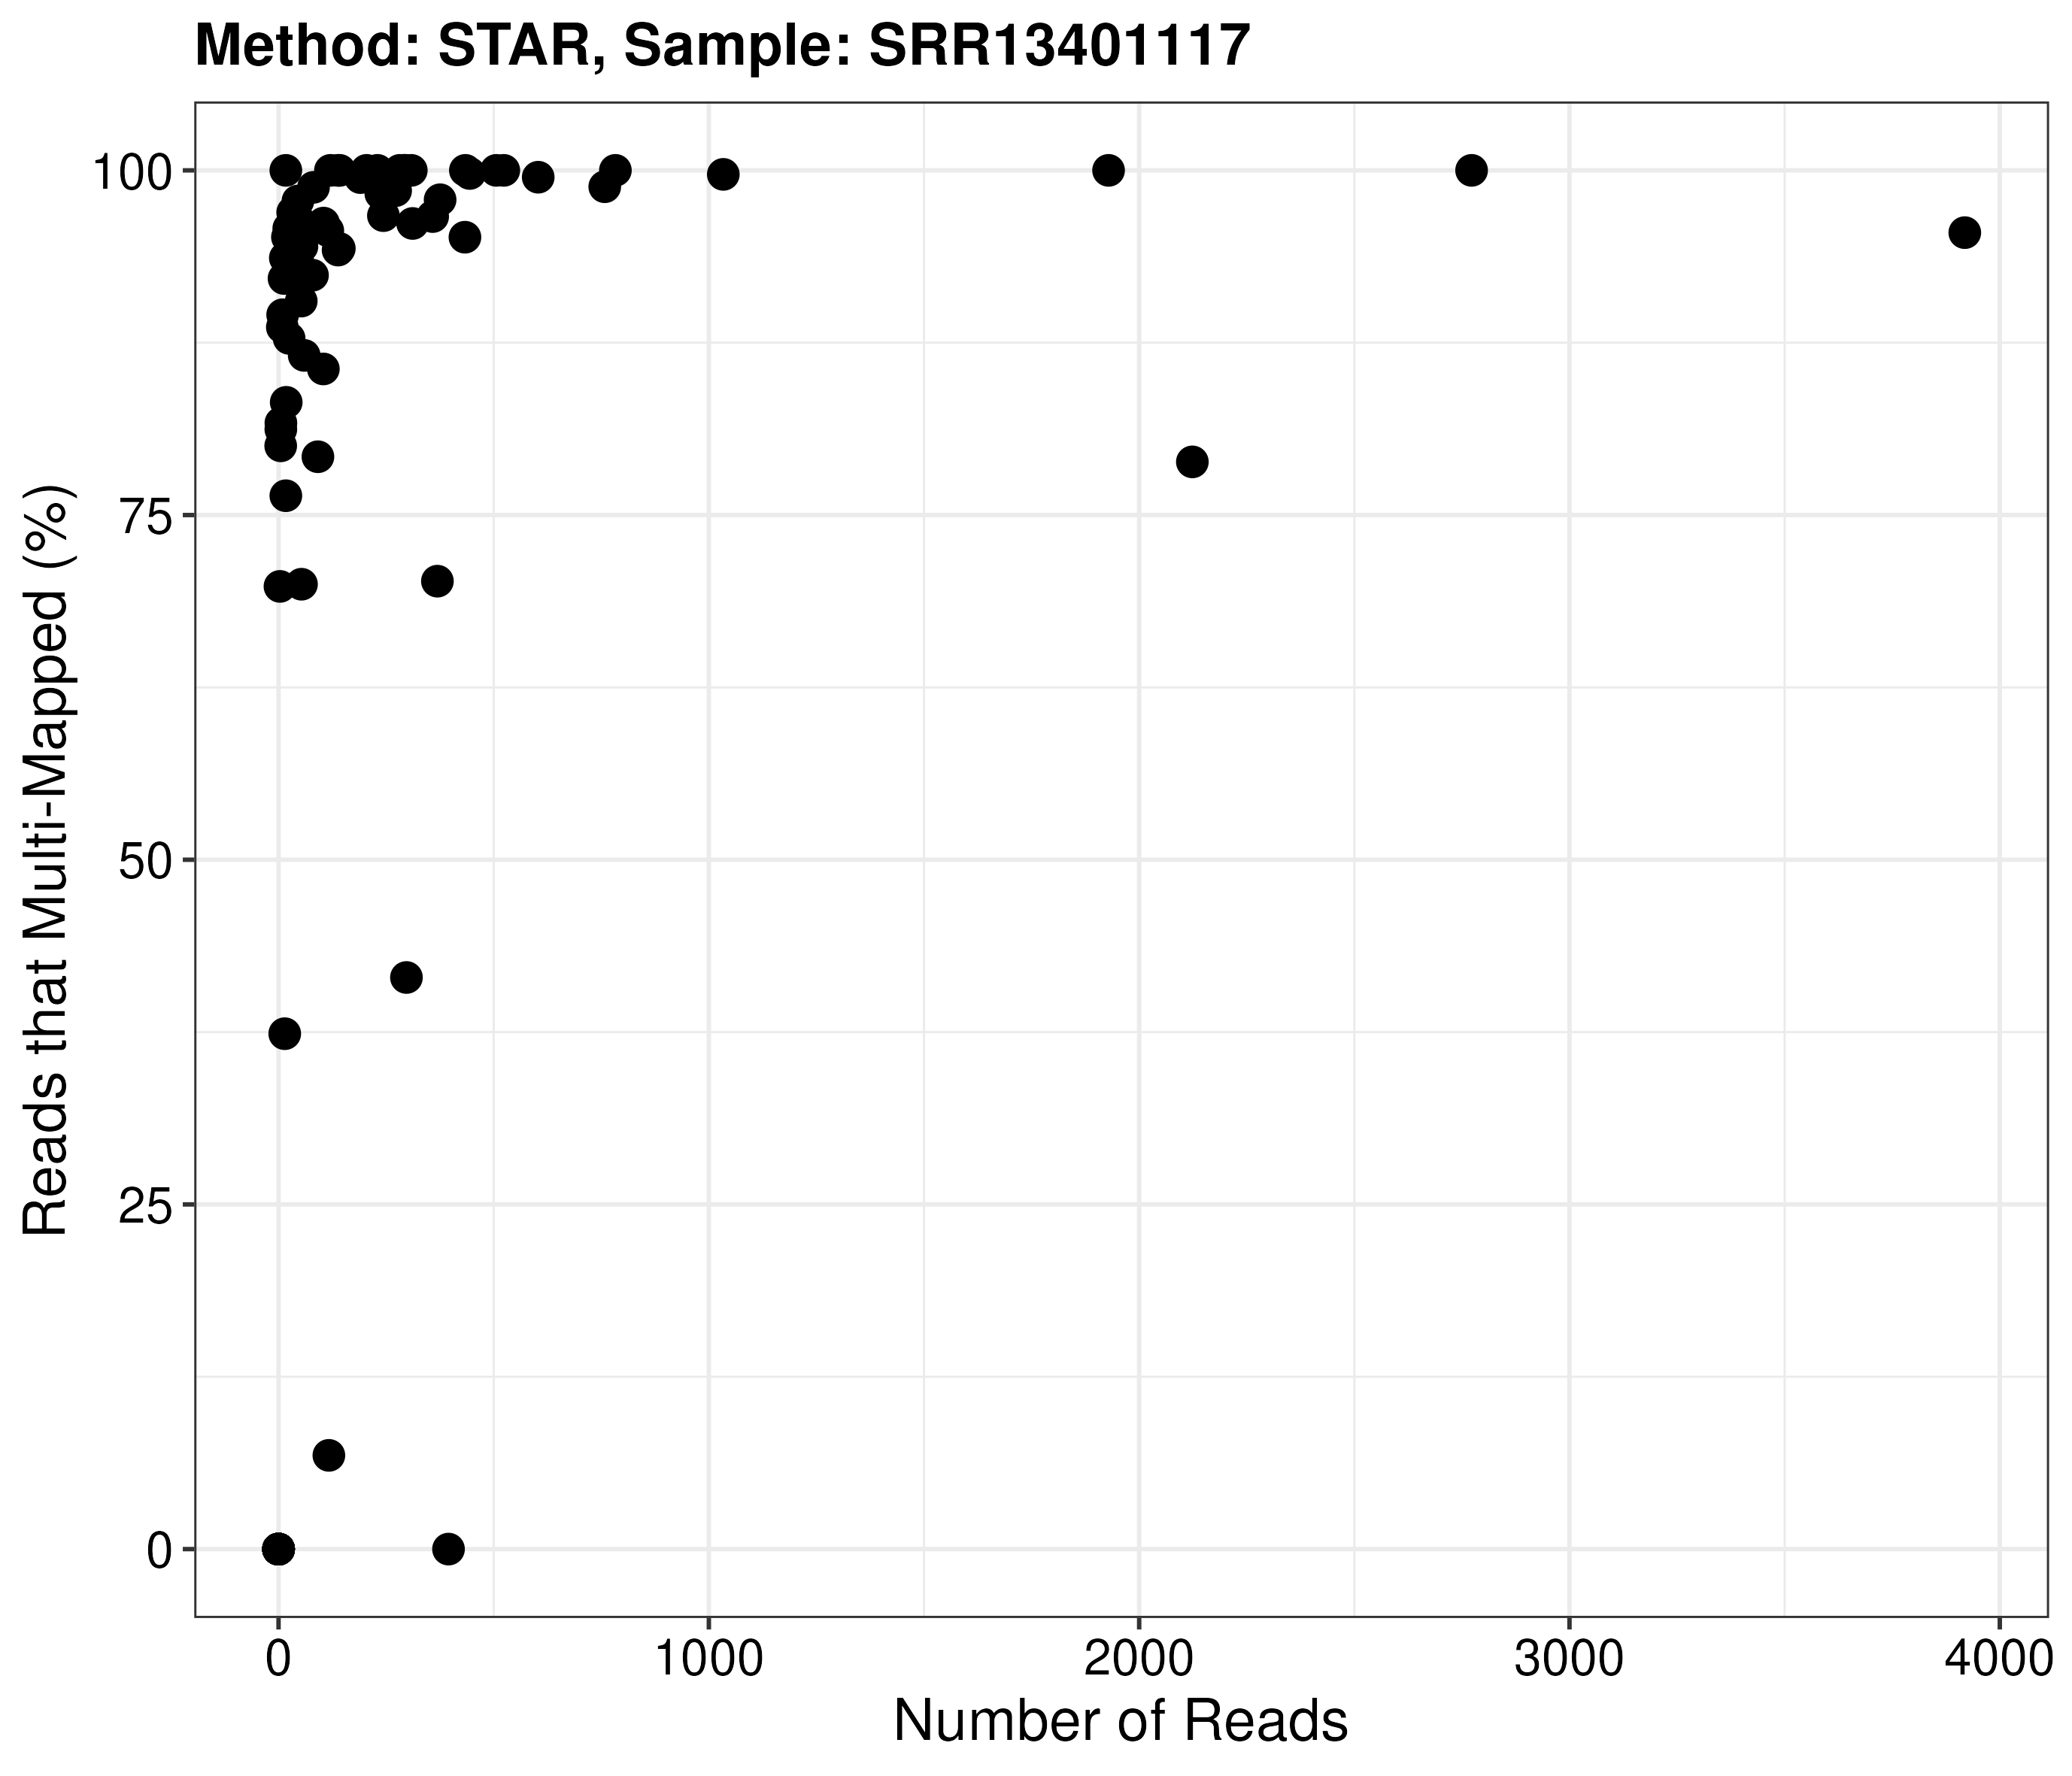 Method: STAR, Sample: SRR13401117
Reads that Multi-Mapped (%)
100
75
50
25
0
0 1000 2000 3000 4000
Number of Reads